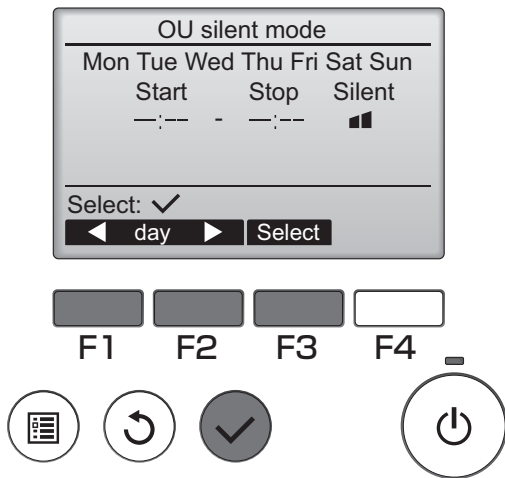 OU silent mode
Mon Tue Wed Thu Fri Sat Sun
Start Stop Silent
—:-- - —:--
Select: ✓
◀ day ▶ Select
F1 F2 F3 F4